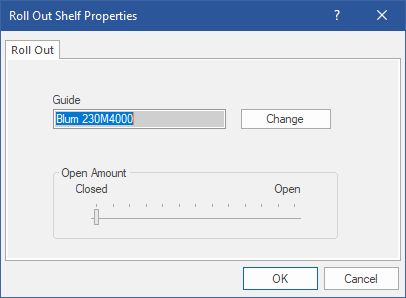 Roll Out Shelf Properties ?
Roll Out
Guide
Blum 230M4000 Change
Open Amount
Closed Open
OK Cancel